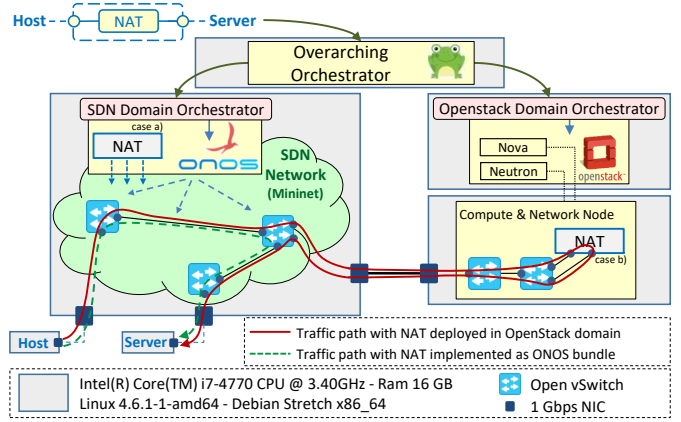 Host
NAT
Server
Overarching
Orchestrator
SDN Domain Orchestrator
case a)
NAT
ONOS
SDN
Network
(Mininet)
Openstack Domain Orchestrator
Nova
Neutron
openstack™
Compute & Network Node
NAT
case b)
Host
Server
Traffic path with NAT deployed in OpenStack domain
Traffic path with NAT implemented as ONOS bundle
Intel(R) Core(TM) i7-4770 CPU @ 3.40GHz - Ram 16 GB
Linux 4.6.1-1-amd64 - Debian Stretch x86_64
Open vSwitch
1 Gbps NIC